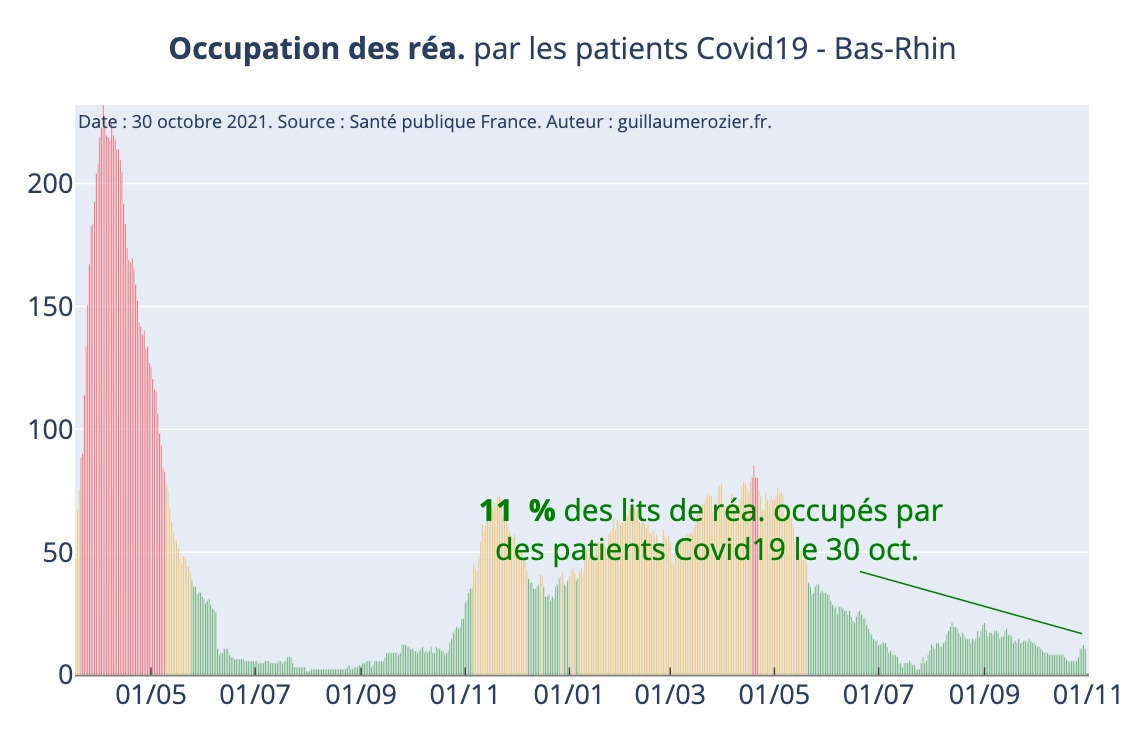 Occupation des réa. par les patients Covid19 - Bas-Rhin
Date : 30 octobre 2021. Source : Santé publique France. Auteur : guillaumerozier.fr.
200
150
100
50
0
11 % des lits de réa. occupés par
des patients Covid19 le 30 oct.
01/05 01/07 01/09 01/11 01/01 01/03 01/05 01/07 01/09 01/11